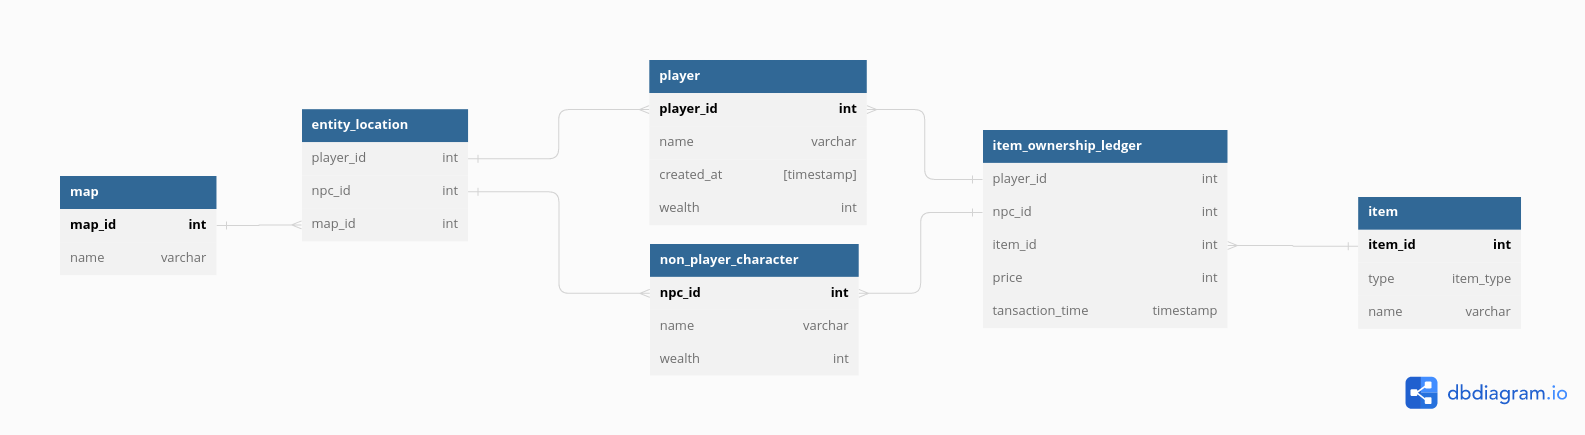 map
map_id int
name varchar
entity_location
player_id int
npc_id int
map_id int
player
player_id int
name varchar
created_at [timestamp]
wealth int
non_player_character
npc_id int
name varchar
wealth int
item_ownership_ledger
player_id int
npc_id int
item_id int
price int
tansaction_time timestamp
item
item_id int
type item_type
name varchar
dbdiagram.io